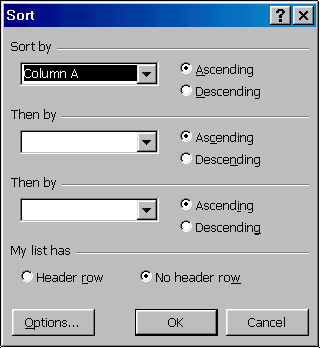 Sort
Sort by
Column A
Ascending
Descending
Then by
Ascending
Descending
Then by
Ascending
Descending
My list has
Header row
No header row
Options... OK Cancel